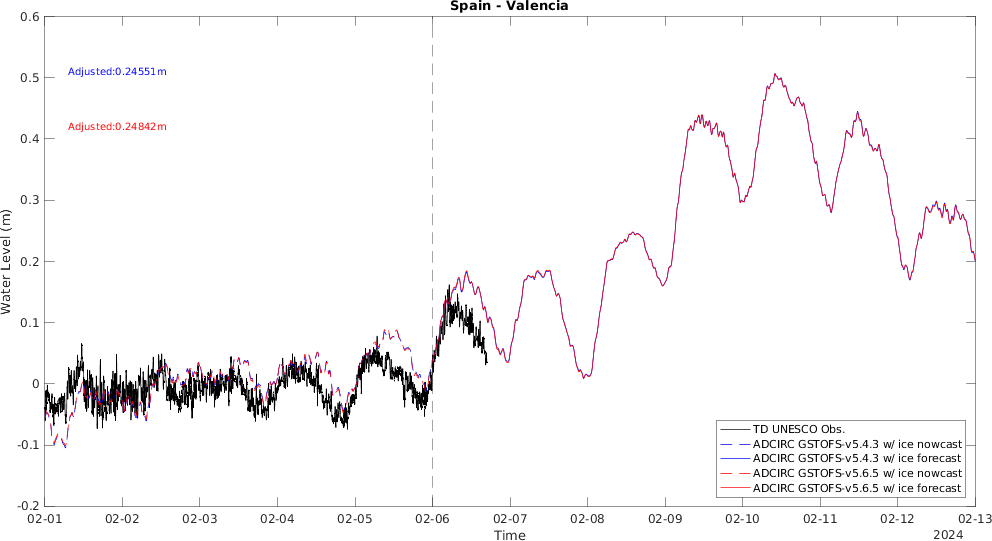 Spain - Valencia
0.6
0.5
0.4
0.3
0.2
0.1
0
-0.1
-0.2
Water Level (m)
Adjusted:0.24551m
Adjusted:0.24842m
TD UNESCO Obs.
ADCIRC GSTOFS-v5.4.3 w/ ice nowcast
ADCIRC GSTOFS-v5.4.3 w/ ice forecast
ADCIRC GSTOFS-v5.6.5 w/ ice nowcast
ADCIRC GSTOFS-v5.6.5 w/ ice forecast
02-01 02-02 02-03 02-04 02-05 02-06 02-07 02-08 02-09 02-10 02-11 02-12 02-13
Time
2024